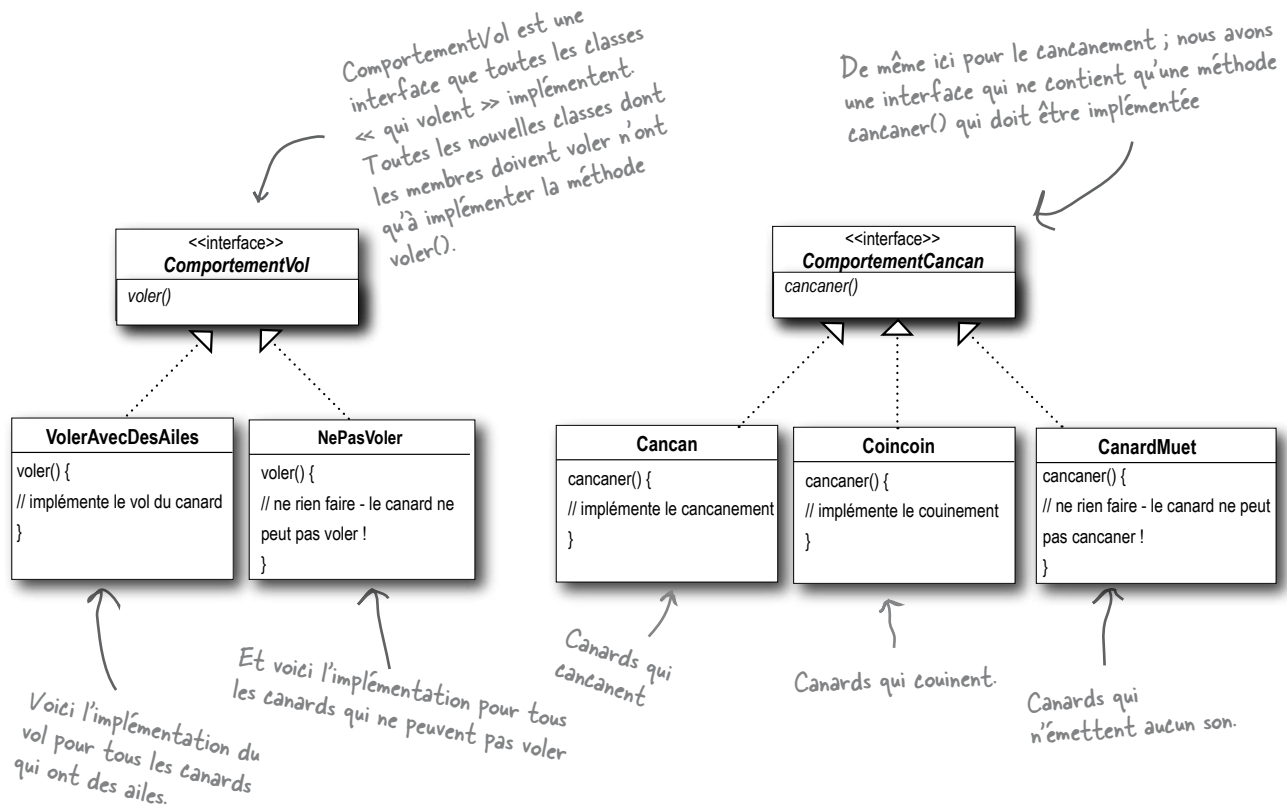 ComportementVol est une
interface que toutes les classes
« qui volent » implémentent.
Toutes les nouvelles classes dont
les membres doivent voler n'ont
qu'à implémenter la méthode
voler().
De même ici pour le cancanement ; nous avons
une interface qui ne contient qu'une méthode
cancaner() qui doit être implémentée
<<interface>>
ComportementVol
voler()
<<interface>>
ComportementCancan
cancaner()
VolerAvecDesAiles
voler() {
// implémente le vol du canard
}
NePasVoler
voler() {
// ne rien faire - le canard ne
peut pas voler !
}
Cancan
cancaner() {
// implémente le cancanement
}
Coincoin
cancaner() {
// implémente le couinement
}
CanardMuet
cancaner() {
// ne rien faire - le canard ne peut
pas cancaner !
}
Voici l'implémentation du
vol pour tous les canards
qui ont des ailes.
Et voici l'implémentation pour tous
les canards qui ne peuvent pas voler
Canards qui
cancanent
Canards qui couinent.
Canards qui
n'émettent aucun son.